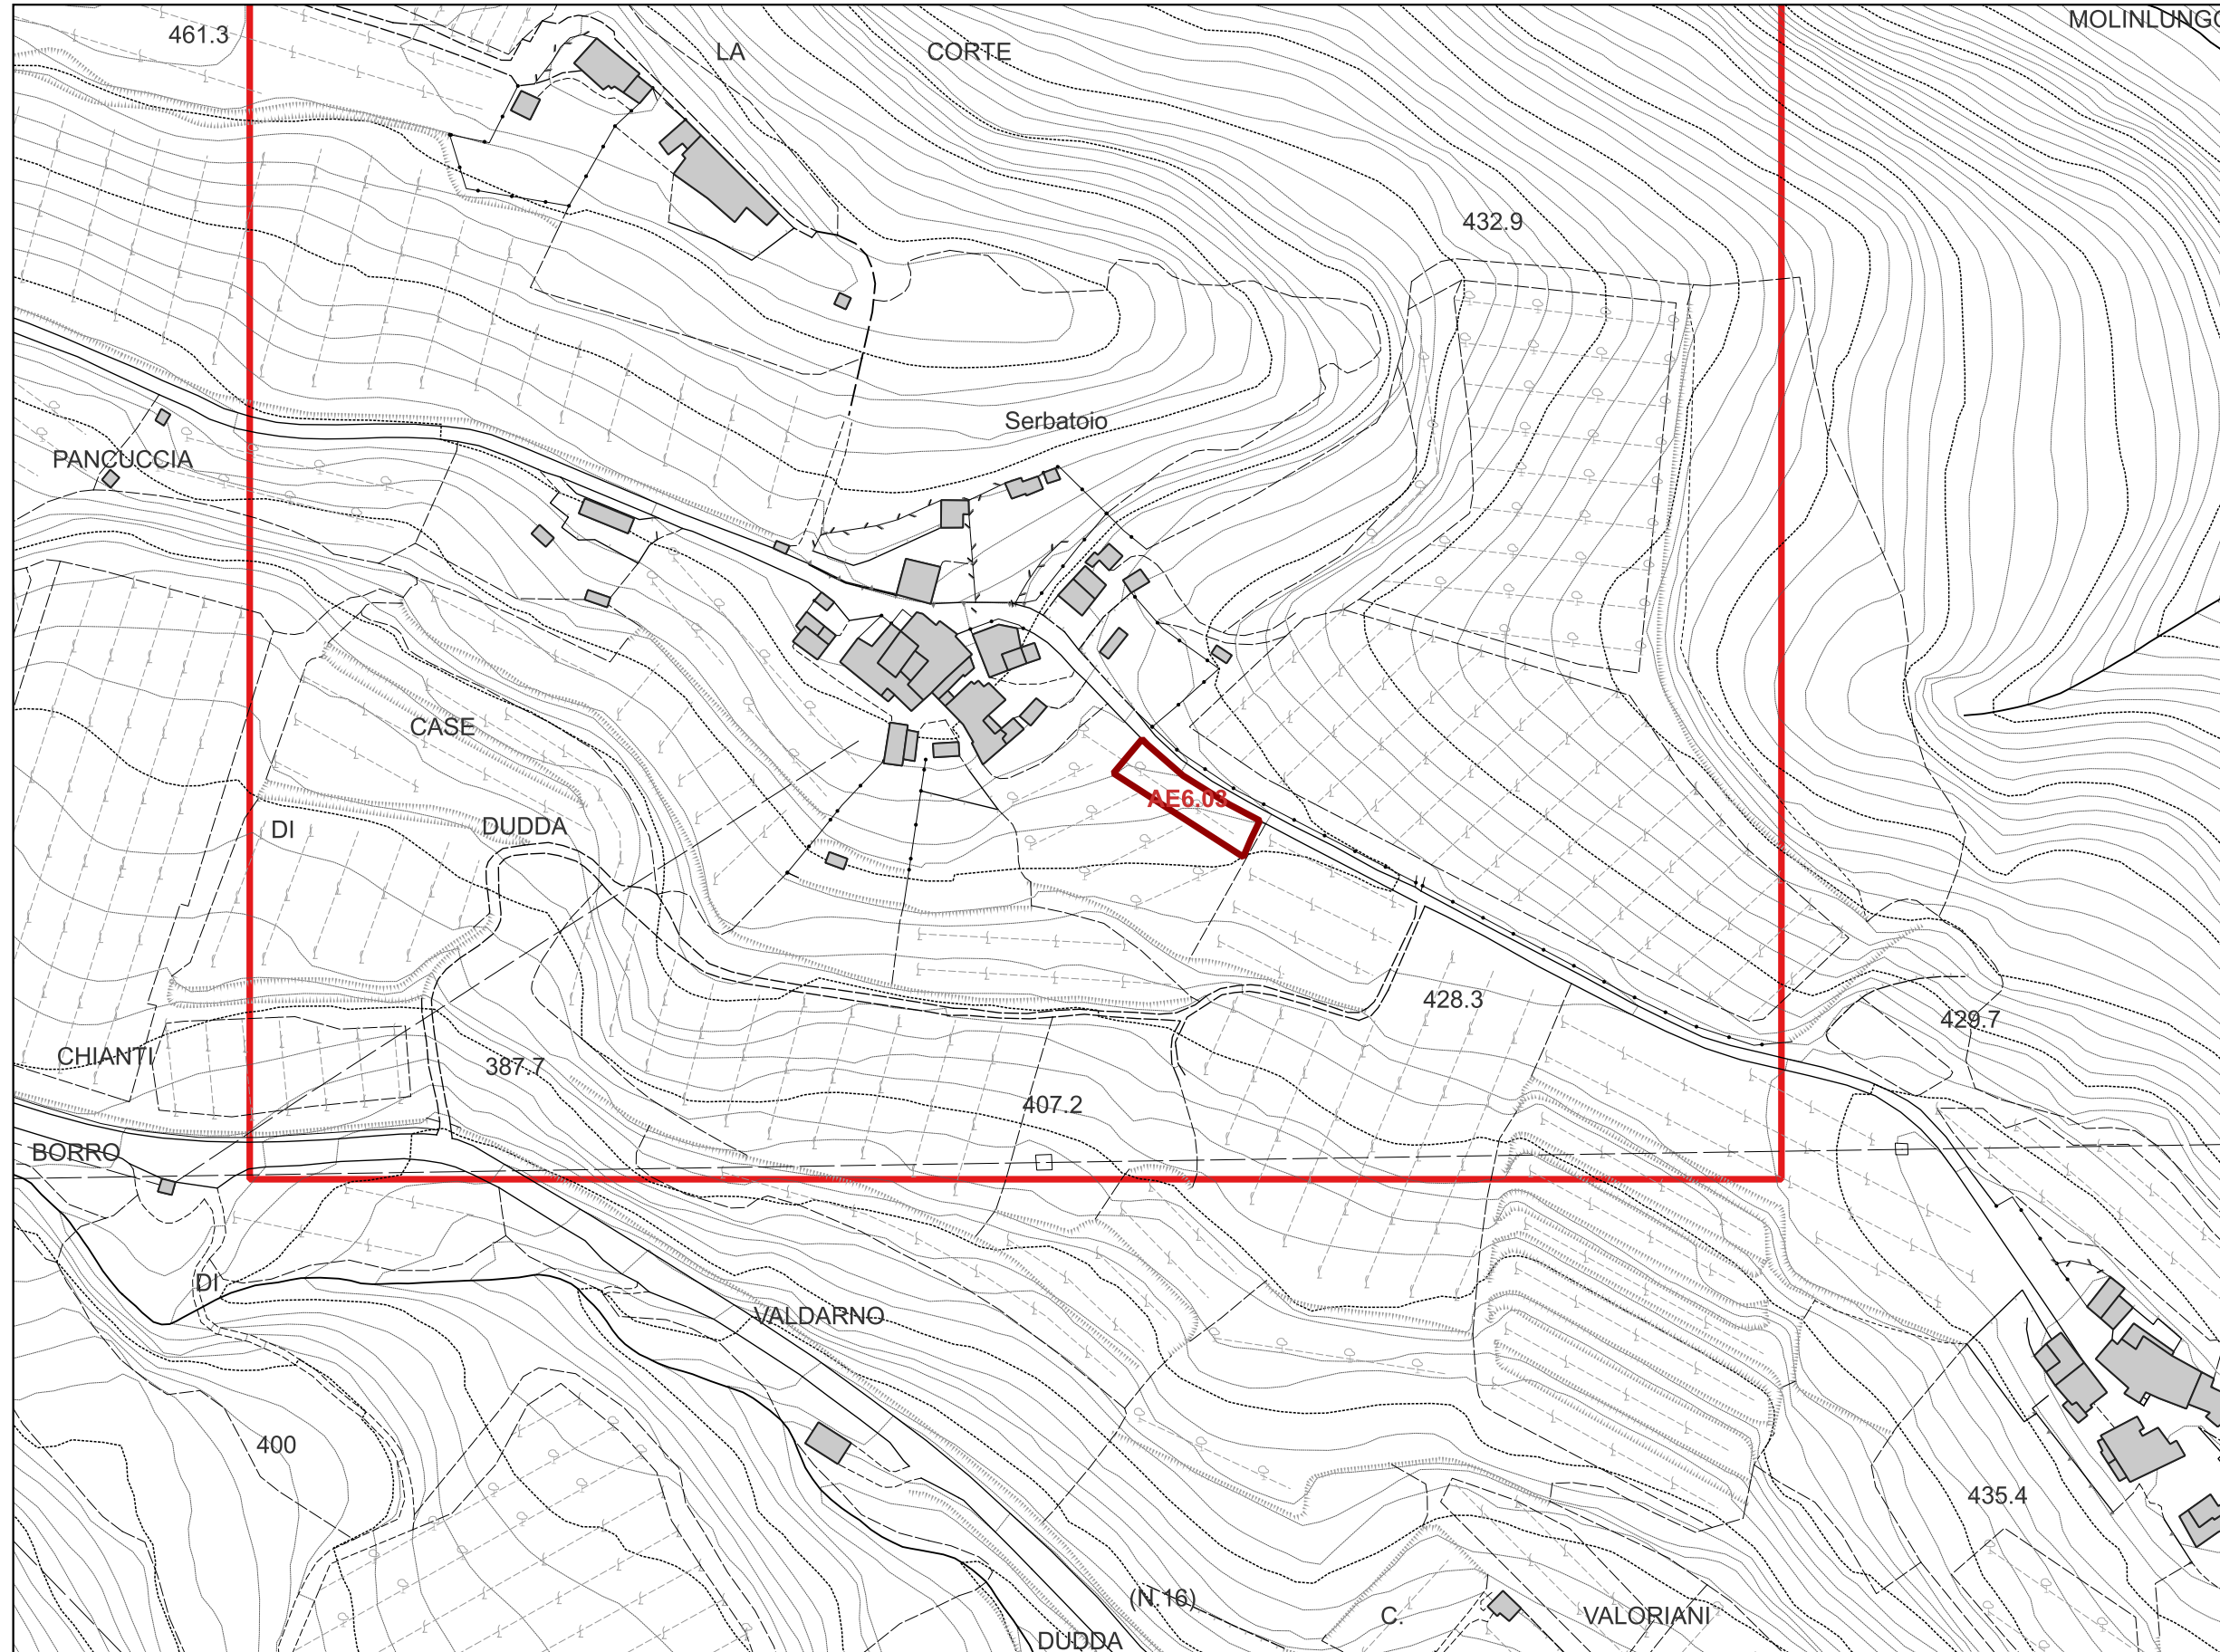 MOLINLUNGO
461.3
LA
CORTE
432.9
Serbatoio
PANCUCCIA
CASE
AE6.03
DI
DUDDA
428.3
429.7
CHIANTI
387.7
407.2
BORRO
DI
VALDARNO
400
435.4
(N.16)
C.
VALORIANI
DUDDA